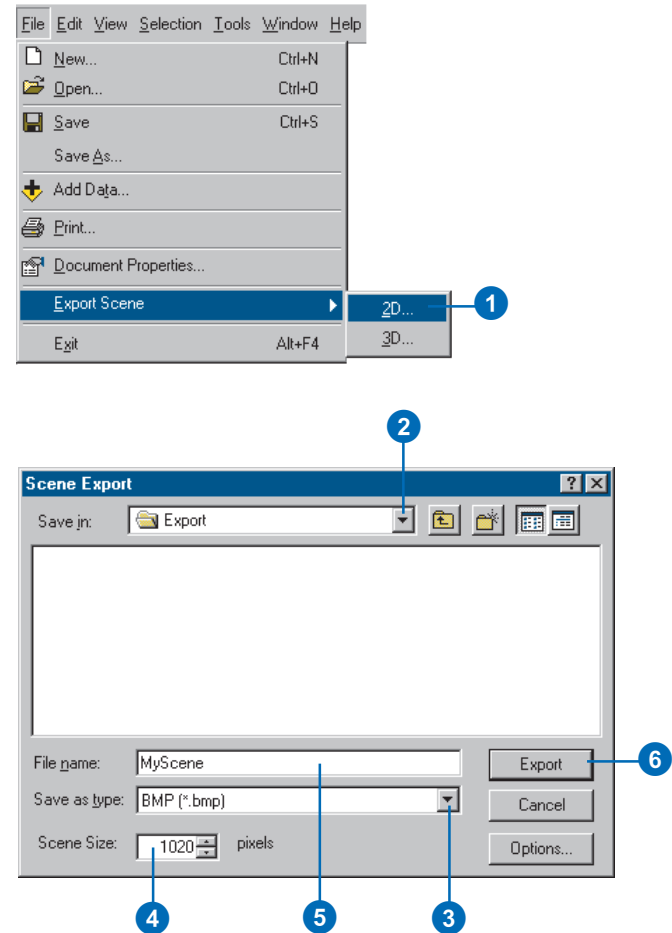 File Edit View Selection Tools Window Help
New... Ctrl+N
Open... Ctrl+O
Save Ctrl+S
Save As...
Add Data...
Print...
Document Properties...
Export Scene 2D... 1
Exit Alt+F4 3D...
2
Scene Export
Save in: Export
File name: MyScene Export 6
Save as type: BMP (*.bmp) Cancel
Scene Size: 1020 pixels Options...
4 5 3